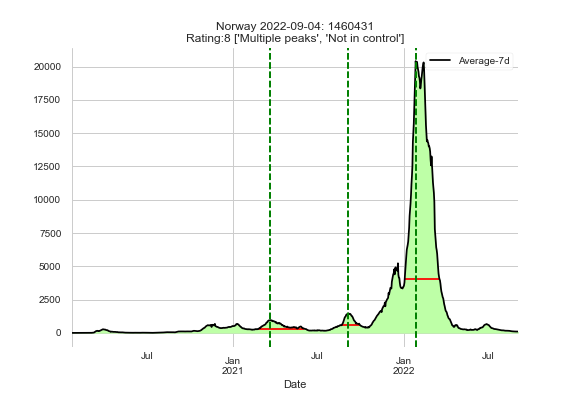 Norway 2022-09-04: 1460431
Rating:8 ['Multiple peaks', 'Not in control']
Average-7d
20000
17500
15000
12500
10000
7500
5000
2500
0
Jul
Jan
2021
Jul
Jan
2022
Jul
Date